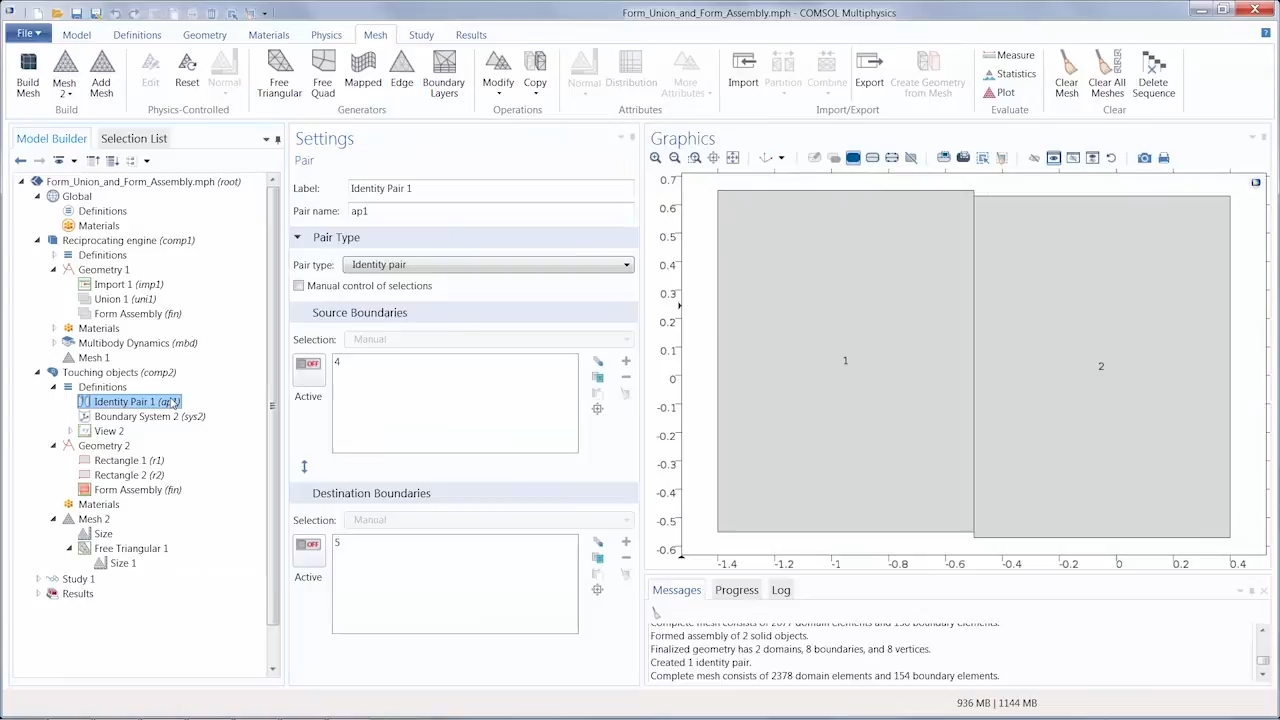 Form_Union_and_Form_Assembly.mph - COMSOL Multiphysics
File Model Definitions Geometry Materials Physics Mesh Study Results
Build Mesh
Mesh 2
Add Mesh
Build
Edit
Reset
Normal
Physics-Controlled
Free Triangular
Free Quad
Mapped
Edge
Boundary Layers
Generators
Modify
Copy
Operations
Normal
Distribution
More Attributes
Attributes
Import
Partition
Combine
Export
Create Geometry from Mesh
Import/Export
Measure
Statistics
Plot
Evaluate
Clear Mesh
Clear All Meshes
Delete Sequence
Clear
Model Builder Selection List
Form_Union_and_Form_Assembly.mph (root)
Global
Definitions
Materials
Reciprocating engine (comp1)
Definitions
Geometry 1
Import 1 (imp1)
Union 1 (uni1)
Form Assembly (fin)
Materials
Multibody Dynamics (mbd)
Mesh 1
Touching objects (comp2)
Definitions
Identity Pair 1
Boundary System 2 (sys2)
View 2
Geometry 2
Rectangle 1 (r1)
Rectangle 2 (r2)
Form Assembly (fin)
Materials
Mesh 2
Size
Free Triangular 1
Size 1
Study 1
Results
Settings
Pair
Label: Identity Pair 1
Pair name: ap1
Pair Type
Pair type: Identity pair
Manual control of selections
Source Boundaries
Selection: Manual
OFF
Active
4
Destination Boundaries
Selection: Manual
OFF
Active
5
Graphics
0.7
0.6
0.5
0.4
0.3
0.2
0.1
0
-0.1
-0.2
-0.3
-0.4
-0.5
-0.6
1
2
-1.4 -1.2 -1 -0.8 -0.6 -0.4 -0.2 0 0.2 0.4
Messages Progress Log
Formed assembly of 2 solid objects.
Finalized geometry has 2 domains, 8 boundaries, and 8 vertices.
Created 1 identity pair.
Complete mesh consists of 2378 domain elements and 154 boundary elements.
936 MB | 1144 MB